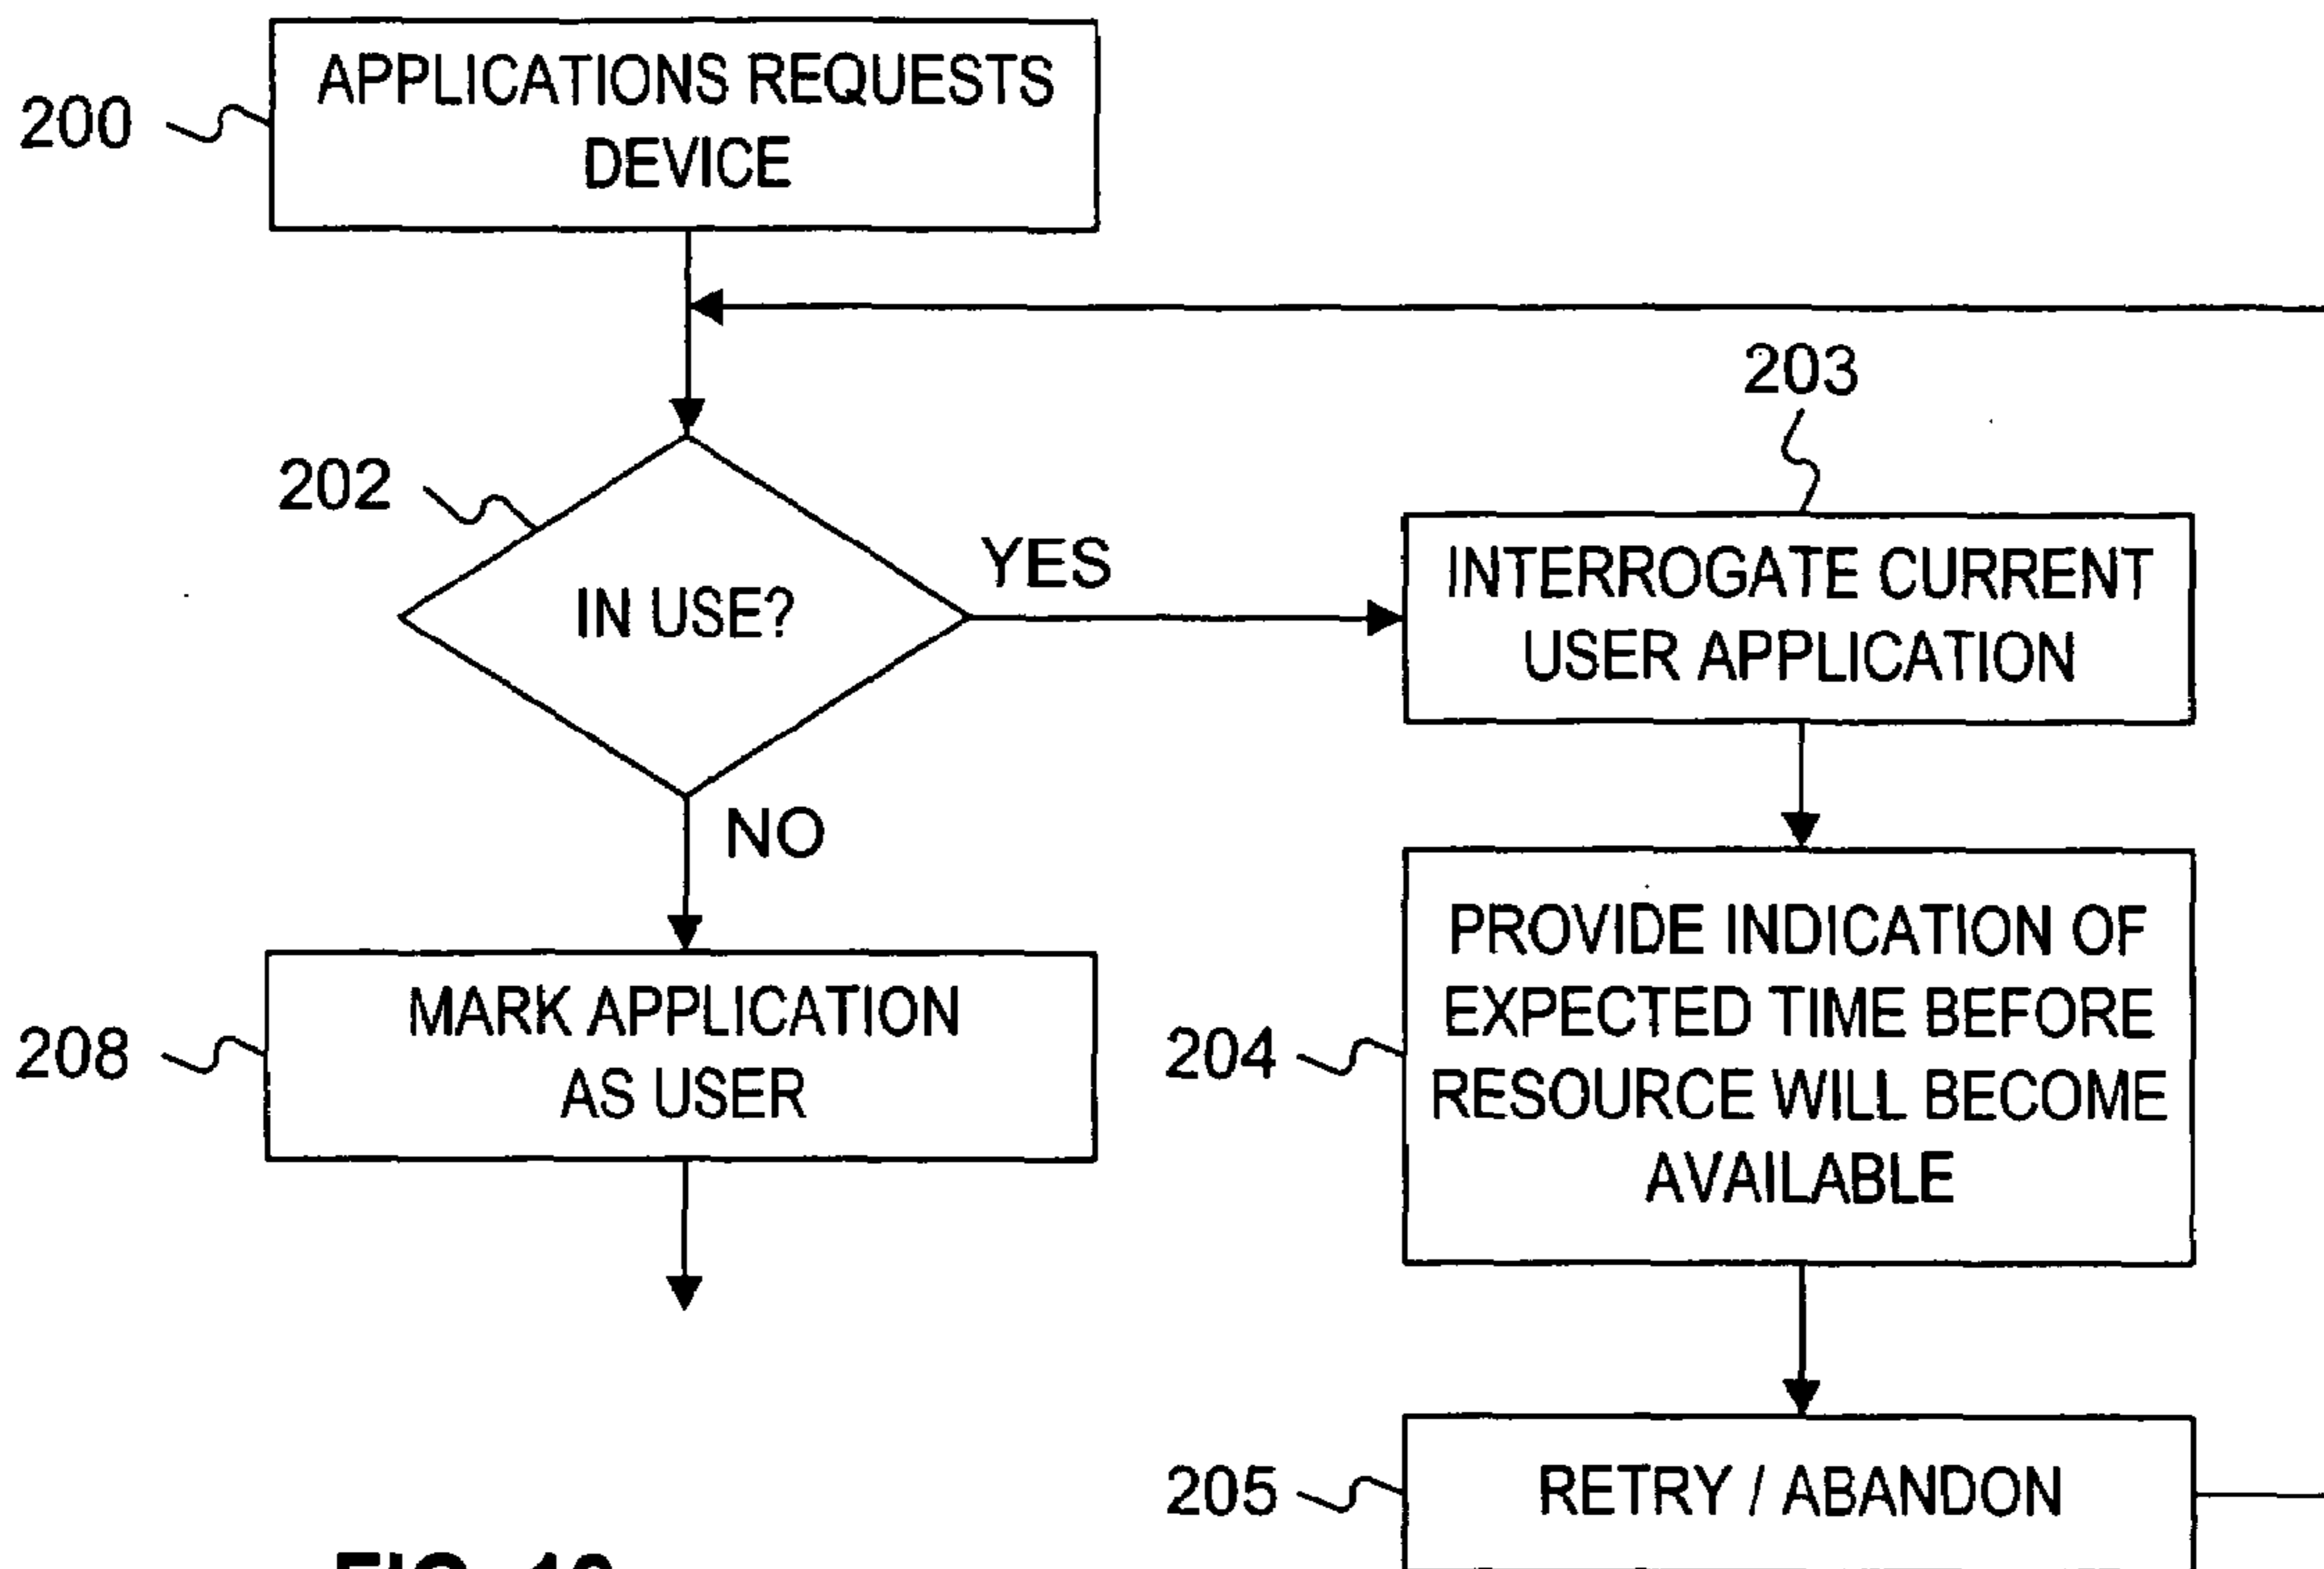 200
APPLICATIONS REQUESTS
DEVICE
203
202
IN USE?
YES
INTERROGATE CURRENT
USER APPLICATION
NO
208
MARK APPLICATION
AS USER
204
PROVIDE INDICATION OF
EXPECTED TIME BEFORE
RESOURCE WILL BECOME
AVAILABLE
205
RETRY / ABANDON